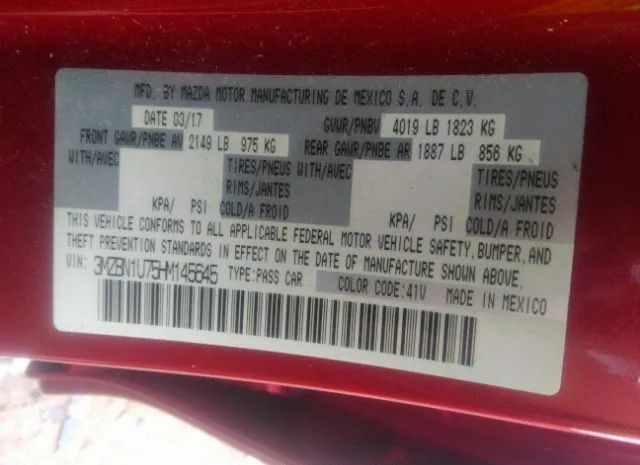 MFD. BY MAZDA MOTOR MANUFACTURING DE MEXICO S.A. DE C.V.
DATE 03/17 GVWR/PNBV 4019 LB 1823 KG
FRONT GAWR/PNBE AV 2149 LB 975 KG REAR GAWR/PNBE AR 1887 LB 856 KG
WITH/AVEC TIRES/PNEUS WITH/AVEC TIRES/PNEUS
RIMS/JANTES RIMS/JANTES
KPA/ PSI COLD/A FROID KPA/ PSI COLD/A FROID
THIS VEHICLE CONFORMS TO ALL APPLICABLE FEDERAL MOTOR VEHICLE SAFETY, BUMPER, AND
THEFT PREVENTION STANDARDS IN EFFECT ON THE DATE OF MANUFACTURE SHOWN ABOVE.
VIN: 3MZBN1U75HM145645 TYPE:PASS CAR COLOR CODE:41V MADE IN MEXICO